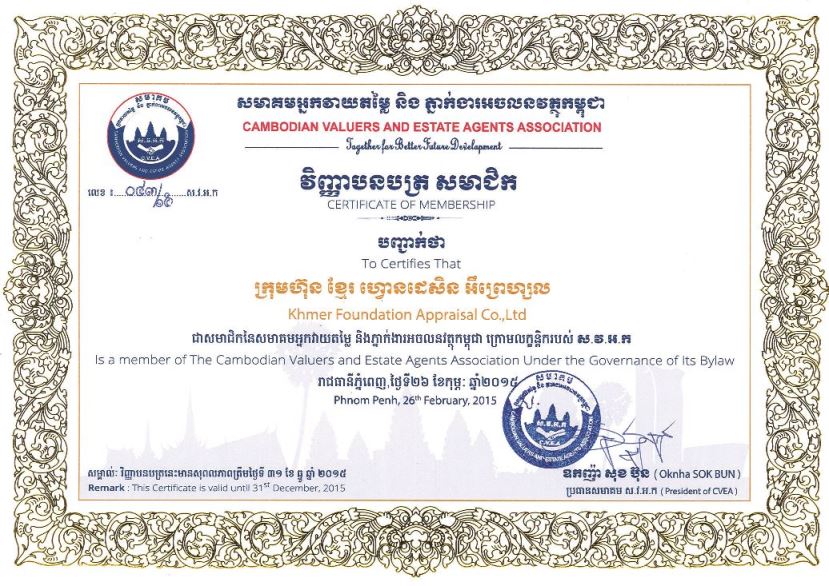 សមាគមអ្នកវាយតម្លៃ និង ភ្នាក់ងារអចលនវត្ថុកម្ពុជា
CAMBODIAN VALUERS AND ESTATE AGENTS ASSOCIATION
Together for Better Future Development
លេខ ៖ ០៤៣/១៥ ស.វ.អ.ក
វិញ្ញាបនបត្រ សមាជិក
CERTIFICATE OF MEMBERSHIP
បញ្ជាក់ថា
To Certifies That
ក្រុមហ៊ុន ខ្មែរ ហ្វោនដេសិន អឹព្រេហ្សល
Khmer Foundation Appraisal Co.,Ltd
ជាសមាជិកនៃសមាគមអ្នកវាយតម្លៃ និងភ្នាក់ងារអចលនវត្ថុកម្ពុជា ក្រោមលក្ខន្តិករបស់ ស.វ.អ.ក
Is a member of The Cambodian Valuers and Estate Agents Association Under the Governance of Its Bylaw
រាជធានីភ្នំពេញ,ថ្ងៃទី២៦ ខែកុម្ភៈ ឆ្នាំ២០១៥
Phnom Penh, 26th February, 2015
សម្គាល់: វិញ្ញាបនបត្រនេះមានសុពលភាពត្រឹមថ្ងៃទី ៣១ ខែ ធ្នូ ឆ្នាំ ២០១៥
Remark : This Certificate is valid until 31st December, 2015
ឧកញ៉ា សុខ ប៊ុន ( Oknha SOK BUN )
ប្រធានសមាគម ស.វ.អ.ក ( President of CVEA )